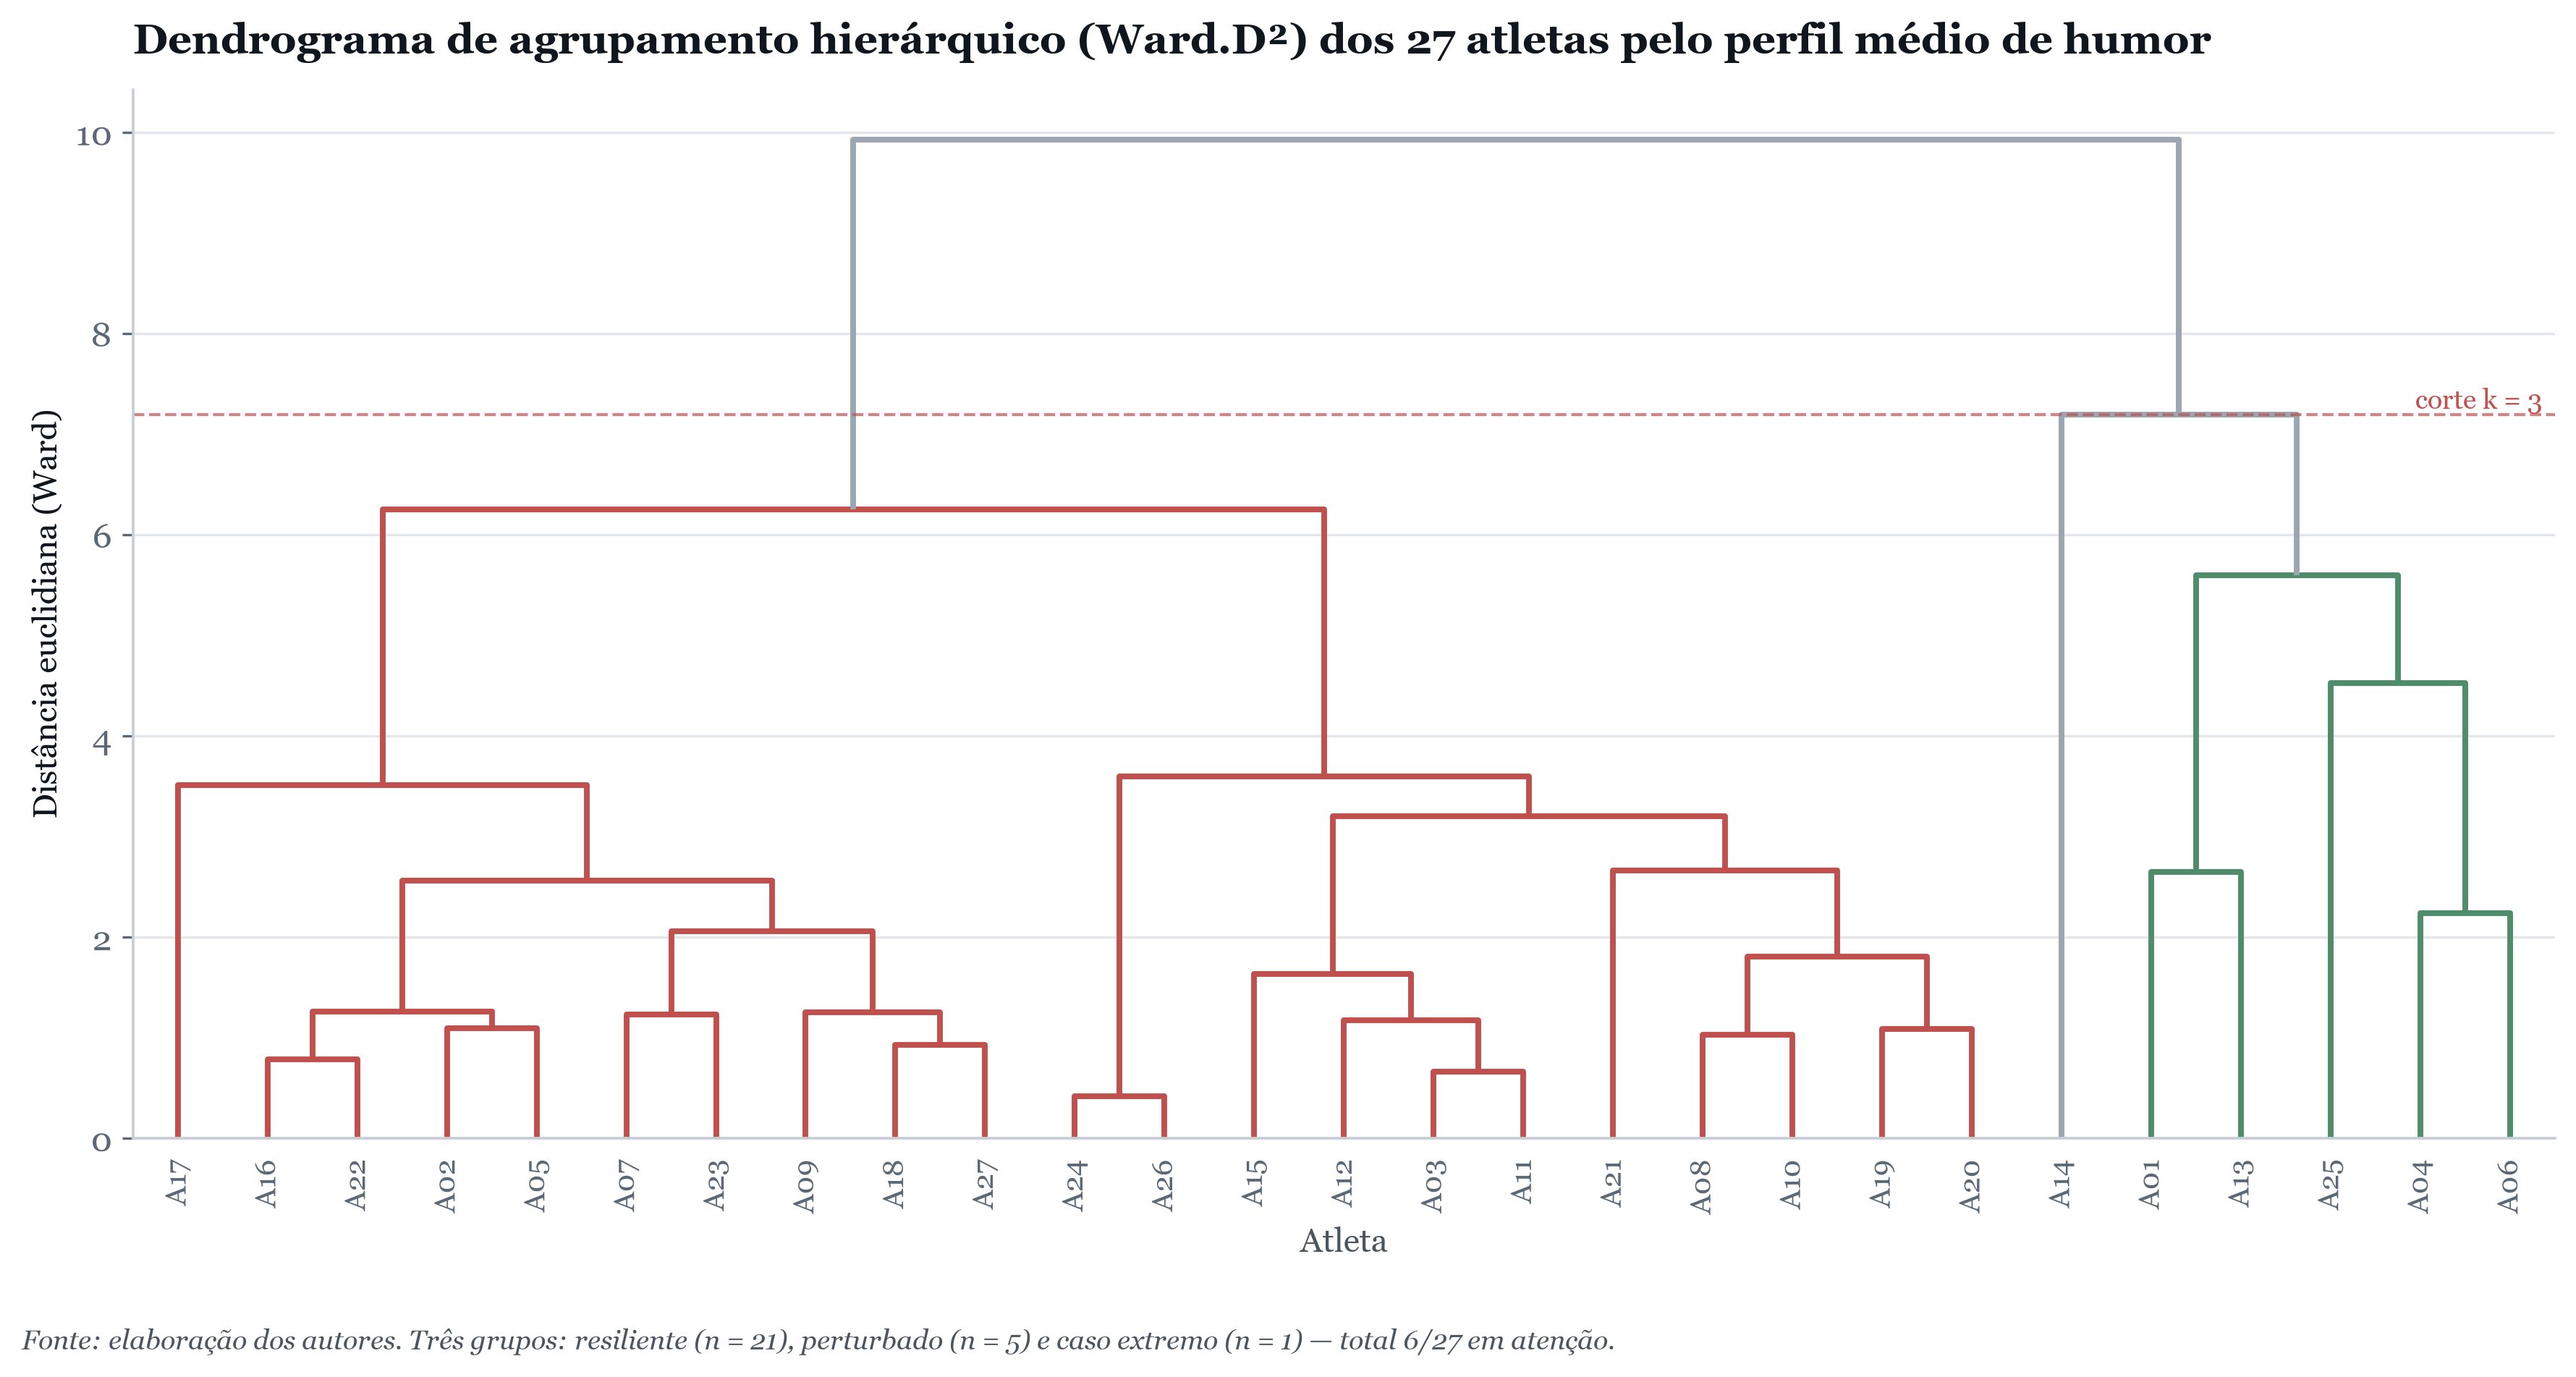 Dendrograma de agrupamento hierárquico (Ward.D²) dos 27 atletas pelo perfil médio de humor
10
8
6
4
2
0
Distância euclidiana (Ward)
corte k = 3
A17 A16 A22 A02 A05 A07 A23 A09 A18 A27 A24 A26 A15 A12 A03 A11 A21 A08 A10 A19 A20 A14 A01 A13 A25 A04 A06
Atleta
Fonte: elaboração dos autores. Três grupos: resiliente (n = 21), perturbado (n = 5) e caso extremo (n = 1) — total 6/27 em atenção.